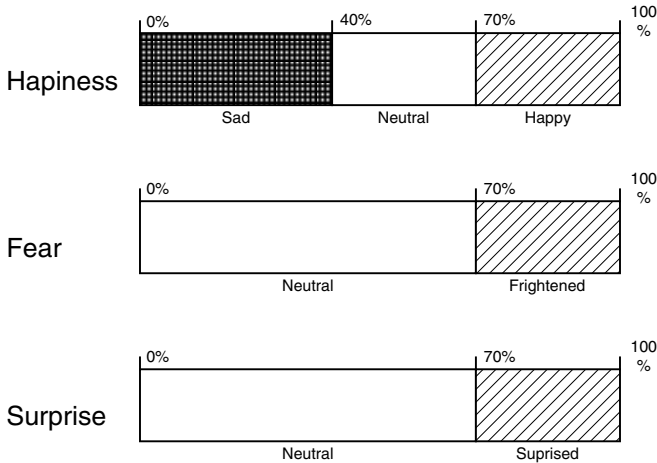 0% 40% 70% 100
%
Hapiness
Sad Neutral Happy
0% 70% 100
%
Fear
Neutral Frightened
0% 70% 100
%
Surprise
Neutral Suprised